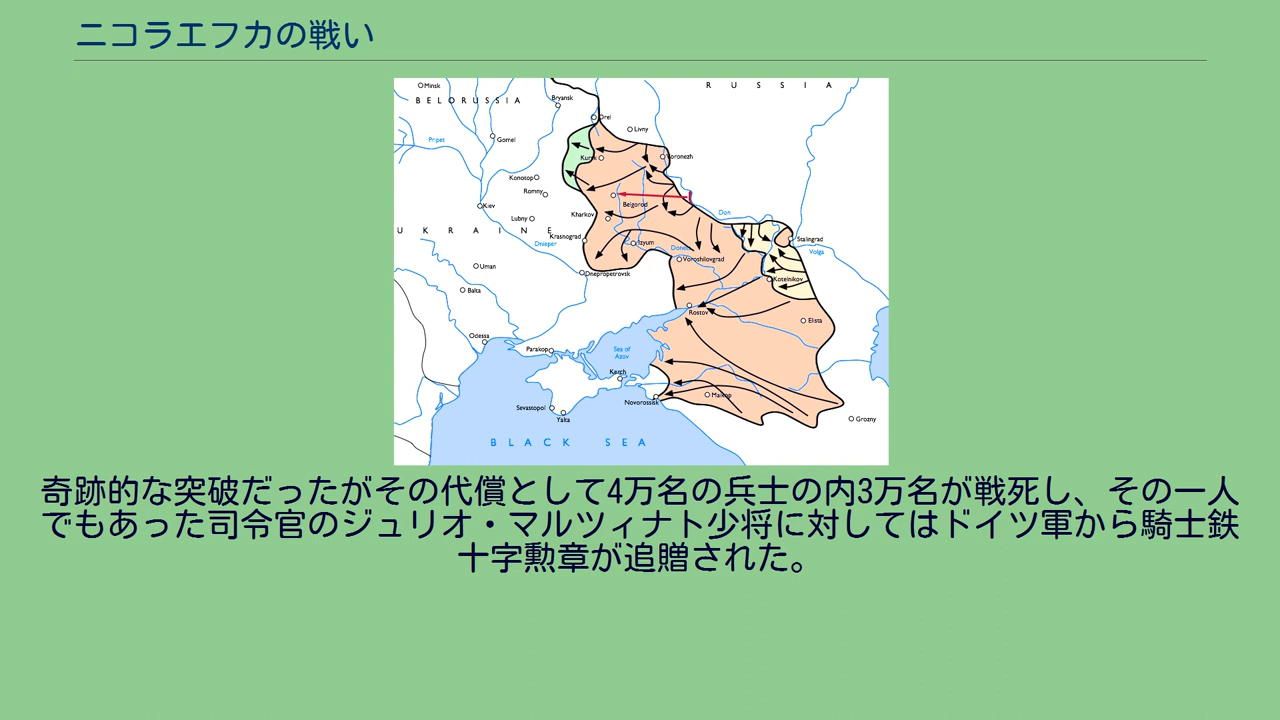 ニコラエフカの戦い
RUSSIA
Minsk
BELORUSSIA
Bryansk
Orel
Livny
Gomel
Pripet
Kursk
Voronezh
Konotop
Romny
Kiev
Belgorod
Lubny
Kharkov
Don
UKRAINE
Krasnograd
Dnieper
Izyum
Donets
Stalingrad
Volga
Voroshilovgrad
Uman
Dnepropetrovsk
Kotelnikov
Balta
Rostov
Elista
Odessa
Parakop
Sea of
Azov
Kerch
Maikop
Sevastopol
Novorossisk
Yalta
Grozny
BLACK SEA
奇跡的な突破だったがその代償として4万名の兵士の内3万名が戦死し、その一人
でもあった司令官のジュリオ・マルツィナト少将に対してはドイツ軍から騎士鉄
十字勲章が追贈された。